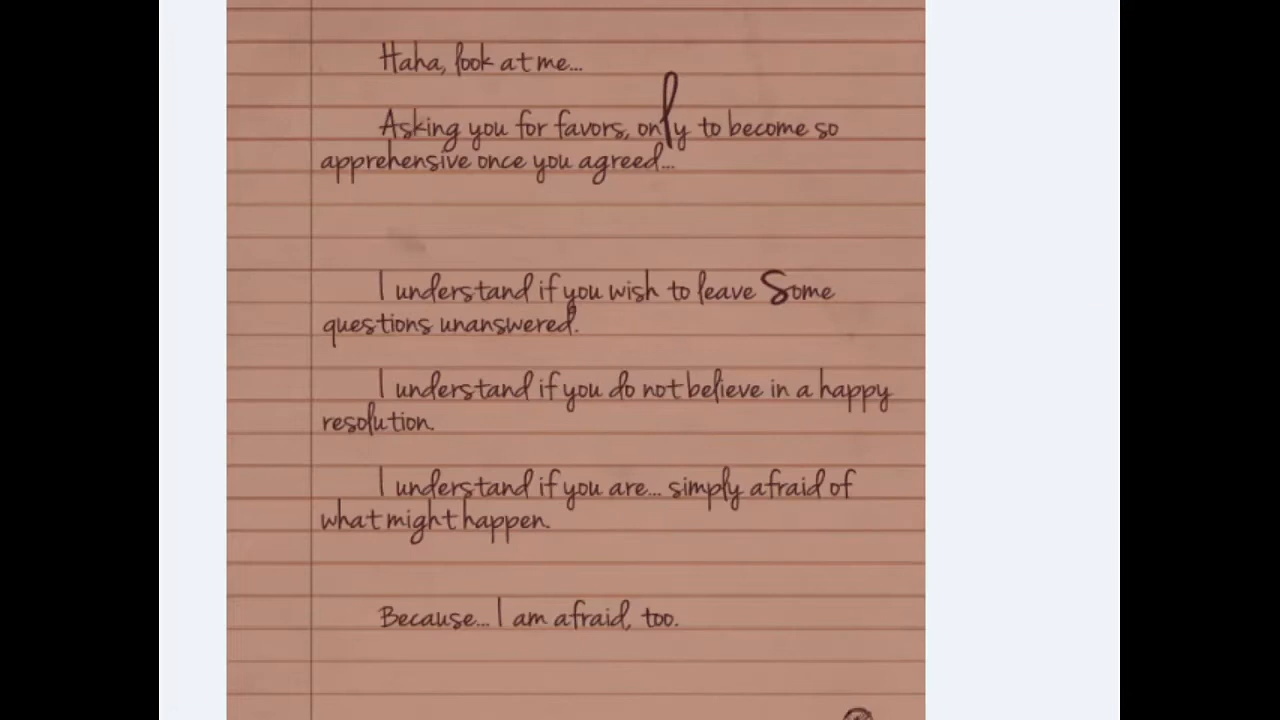 Haha, look at me...
Asking you for favors, only to become so
apprehensive once you agreed...
I understand if you wish to leave Some
questions unanswered.
I understand if you do not believe in a happy
resolution.
I understand if you are... simply afraid of
what might happen.
Because... I am afraid, too.